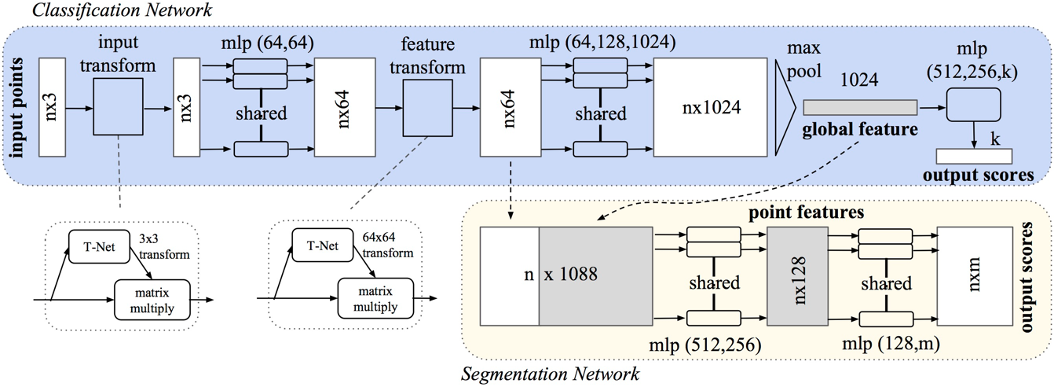 Classification Network
input points
nx3
input
transform
nx3
mlp (64,64)
shared
nx64
feature
transform
nx64
mlp (64,128,1024)
shared
nx1024
max
pool
1024
global feature
mlp
(512,256,k)
k
output scores
T-Net
3x3
transform
matrix
multiply
T-Net
64x64
transform
matrix
multiply
point features
n x 1088
shared
mlp (512,256)
nx128
shared
mlp (128,m)
nxm
output scores
Segmentation Network